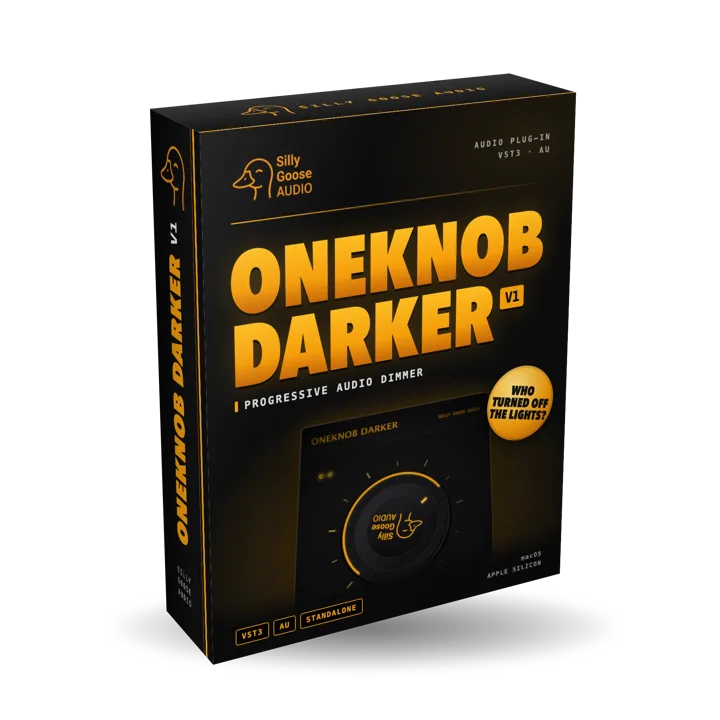 SILLY GOOSE AUDIO
Silly
Goose
AUDIO
AUDIO PLUG-IN
VST3 · AU
ONEKNOB
DARKER V1
PROGRESSIVE AUDIO DIMMER
WHO
TURNED OFF
THE LIGHTS?
ONEKNOB DARKER
SILLY GOOSE AUDIO
Silly
Goose
AUDIO
macOS
APPLE SILICON
VST3 AU STANDALONE
ONEKNOB DARKER V1
SILLY
GOOSE
AUDIO